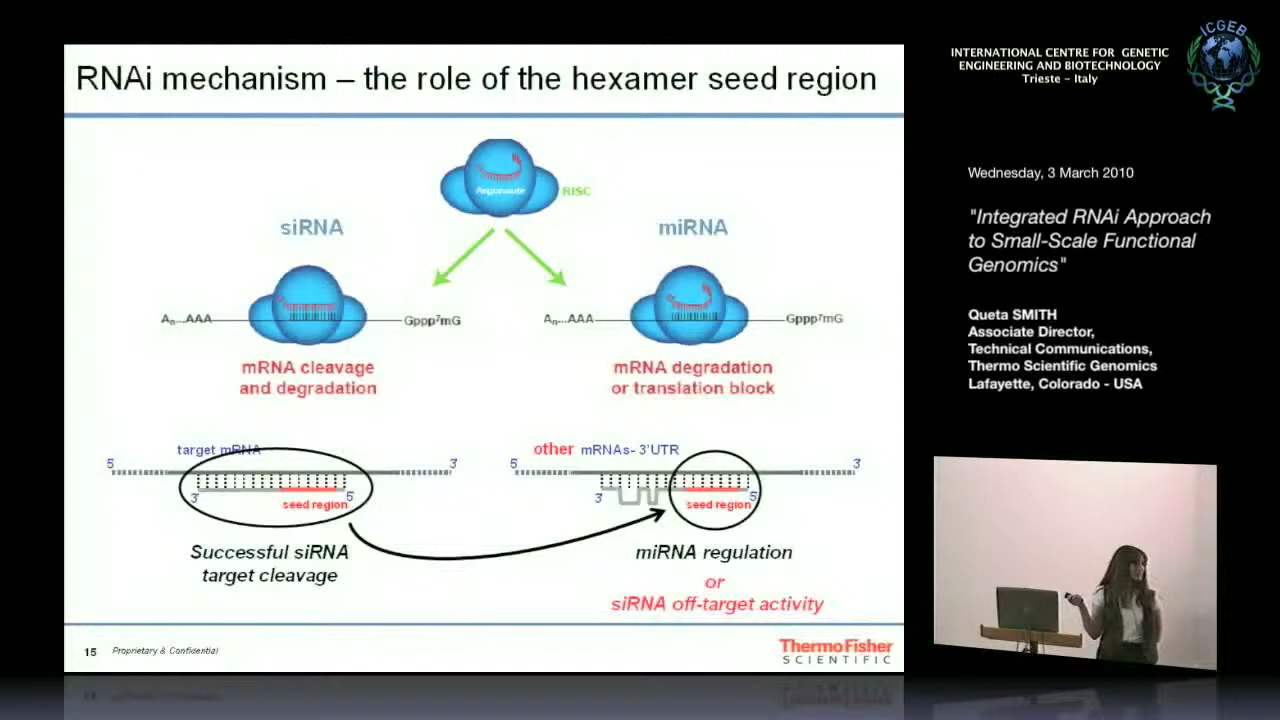 RNAi mechanism – the role of the hexamer seed region
Argonaute
RISC
siRNA
miRNA
An...AAA
Gppp7mG
An...AAA
Gppp7mG
mRNA cleavage
and degradation
mRNA degradation
or translation block
target mRNA
5'
3'
3'
5'
seed region
other mRNAs- 3'UTR
5'
3'
3'
5'
seed region
Successful siRNA
target cleavage
miRNA regulation
or
siRNA off-target activity
15 Proprietary & Confidential
ThermoFisher
SCIENTIFIC
INTERNATIONAL CENTRE FOR GENETIC
ENGINEERING AND BIOTECHNOLOGY
Trieste - Italy
ICGEB
Wednesday, 3 March 2010
"Integrated RNAi Approach
to Small-Scale Functional
Genomics"
Queta SMITH
Associate Director,
Technical Communications,
Thermo Scientific Genomics
Lafayette, Colorado - USA